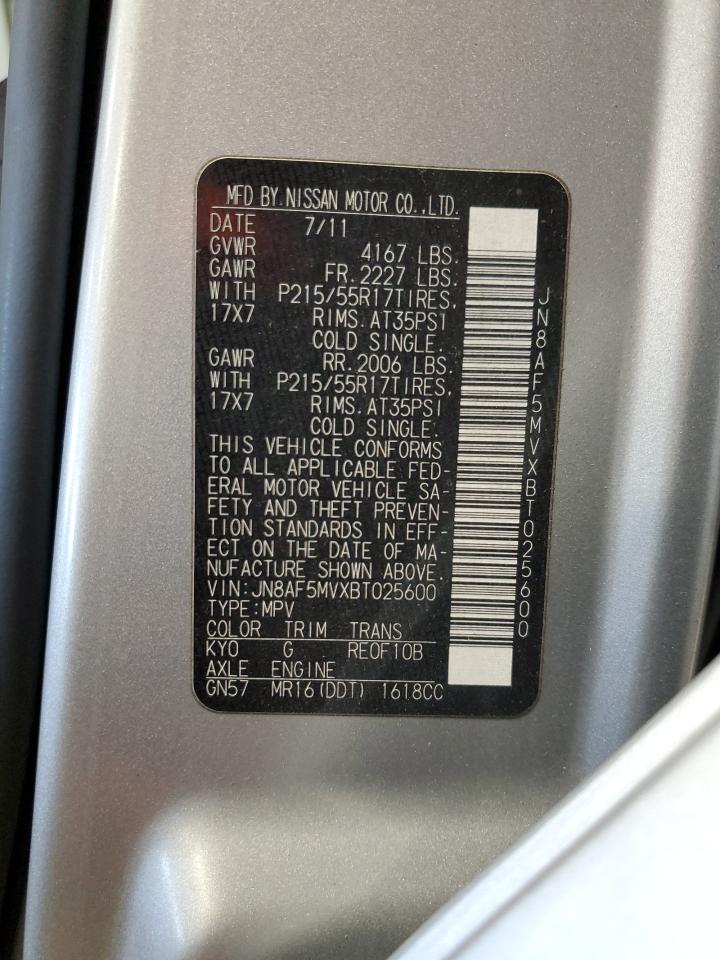 MFD BY NISSAN MOTOR CO.,LTD.
DATE 7/11
GVWR 4167 LBS.
GAWR FR.2227 LBS.
WITH P215/55R17TIRES,
17X7 RIMS.AT35PSI
COLD SINGLE.
GAWR RR.2006 LBS.
WITH P215/55R17TIRES,
17X7 RIMS.AT35PSI
COLD SINGLE.
THIS VEHICLE CONFORMS
TO ALL APPLICABLE FED-
ERAL MOTOR VEHICLE SA-
FETY AND THEFT PREVEN-
TION STANDARDS IN EFF-
ECT ON THE DATE OF MA-
NUFACTURE SHOWN ABOVE.
VIN:JN8AF5MVXBT025600
TYPE:MPV
COLOR TRIM TRANS
KY0 G RE0F10B
AXLE ENGINE
GN57 MR16(DDT) 1618CC
JN8AF5MVXBT025600